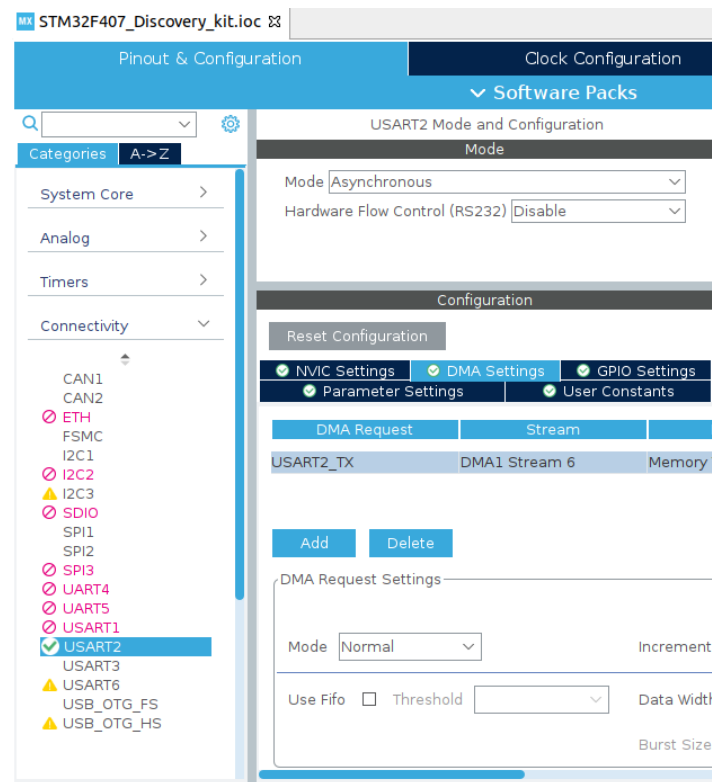 MX STM32F407_Discovery_kit.ioc
Pinout & Configuration
Clock Configuration
Software Packs
Categories A->Z
System Core
Analog
Timers
Connectivity
CAN1
CAN2
ETH
FSMC
I2C1
I2C2
I2C3
SDIO
SPI1
SPI2
SPI3
UART4
UART5
USART1
USART2
USART3
USART6
USB_OTG_FS
USB_OTG_HS
USART2 Mode and Configuration
Mode
Mode Asynchronous
Hardware Flow Control (RS232) Disable
Configuration
Reset Configuration
NVIC Settings DMA Settings GPIO Settings
Parameter Settings User Constants
DMA Request Stream
USART2_TX DMA1 Stream 6 Memory
Add Delete
DMA Request Settings
Mode Normal Increment
Use Fifo Threshold Data Width
Burst Size